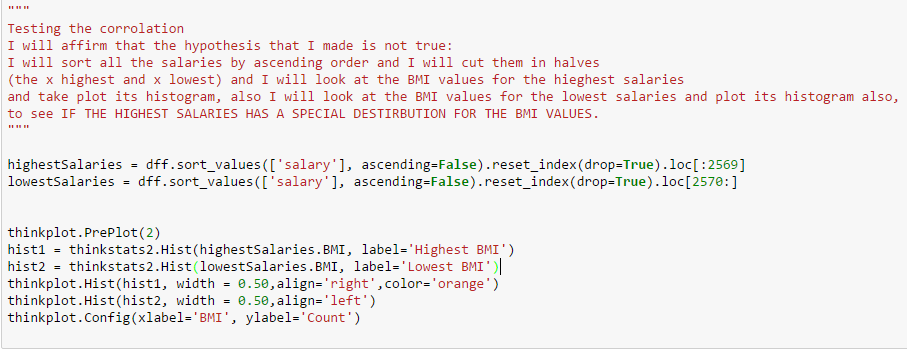 """
Testing the corrolation
I will affirm that the hypothesis that I made is not true:
I will sort all the salaries by ascending order and I will cut them in halves
(the x highest and x lowest) and I will look at the BMI values for the hieghest salaries
and take plot its histogram, also I will look at the BMI values for the lowest salaries and plot its histogram also,
to see IF THE HIGHEST SALARIES HAS A SPECIAL DESTIRBUTION FOR THE BMI VALUES.
"""
highestSalaries = dff.sort_values(['salary'], ascending=False).reset_index(drop=True).loc[:2569]
lowestSalaries = dff.sort_values(['salary'], ascending=False).reset_index(drop=True).loc[2570:]
thinkplot.PrePlot(2)
hist1 = thinkstats2.Hist(highestSalaries.BMI, label='Highest BMI')
hist2 = thinkstats2.Hist(lowestSalaries.BMI, label='Lowest BMI')
thinkplot.Hist(hist1, width = 0.50,align='right',color='orange')
thinkplot.Hist(hist2, width = 0.50,align='left')
thinkplot.Config(xlabel='BMI', ylabel='Count')